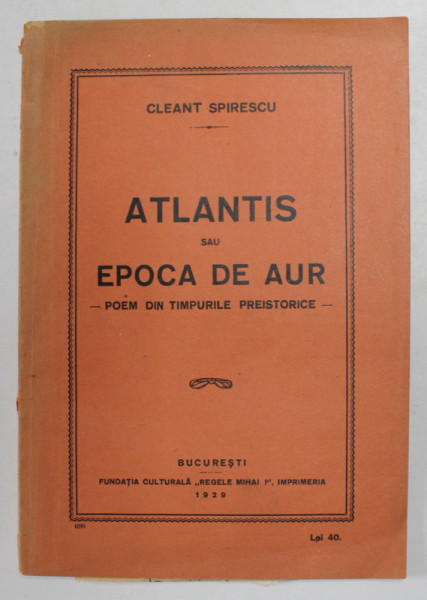 CLEANT SPIRESCU
ATLANTIS
SAU
EPOCA DE AUR
— POEM DIN TIMPURILE PREISTORICE —
BUCUREȘTI
FUNDAȚIA CULTURALĂ „REGELE MIHAI I", IMPRIMERIA
1929
Lei 40.